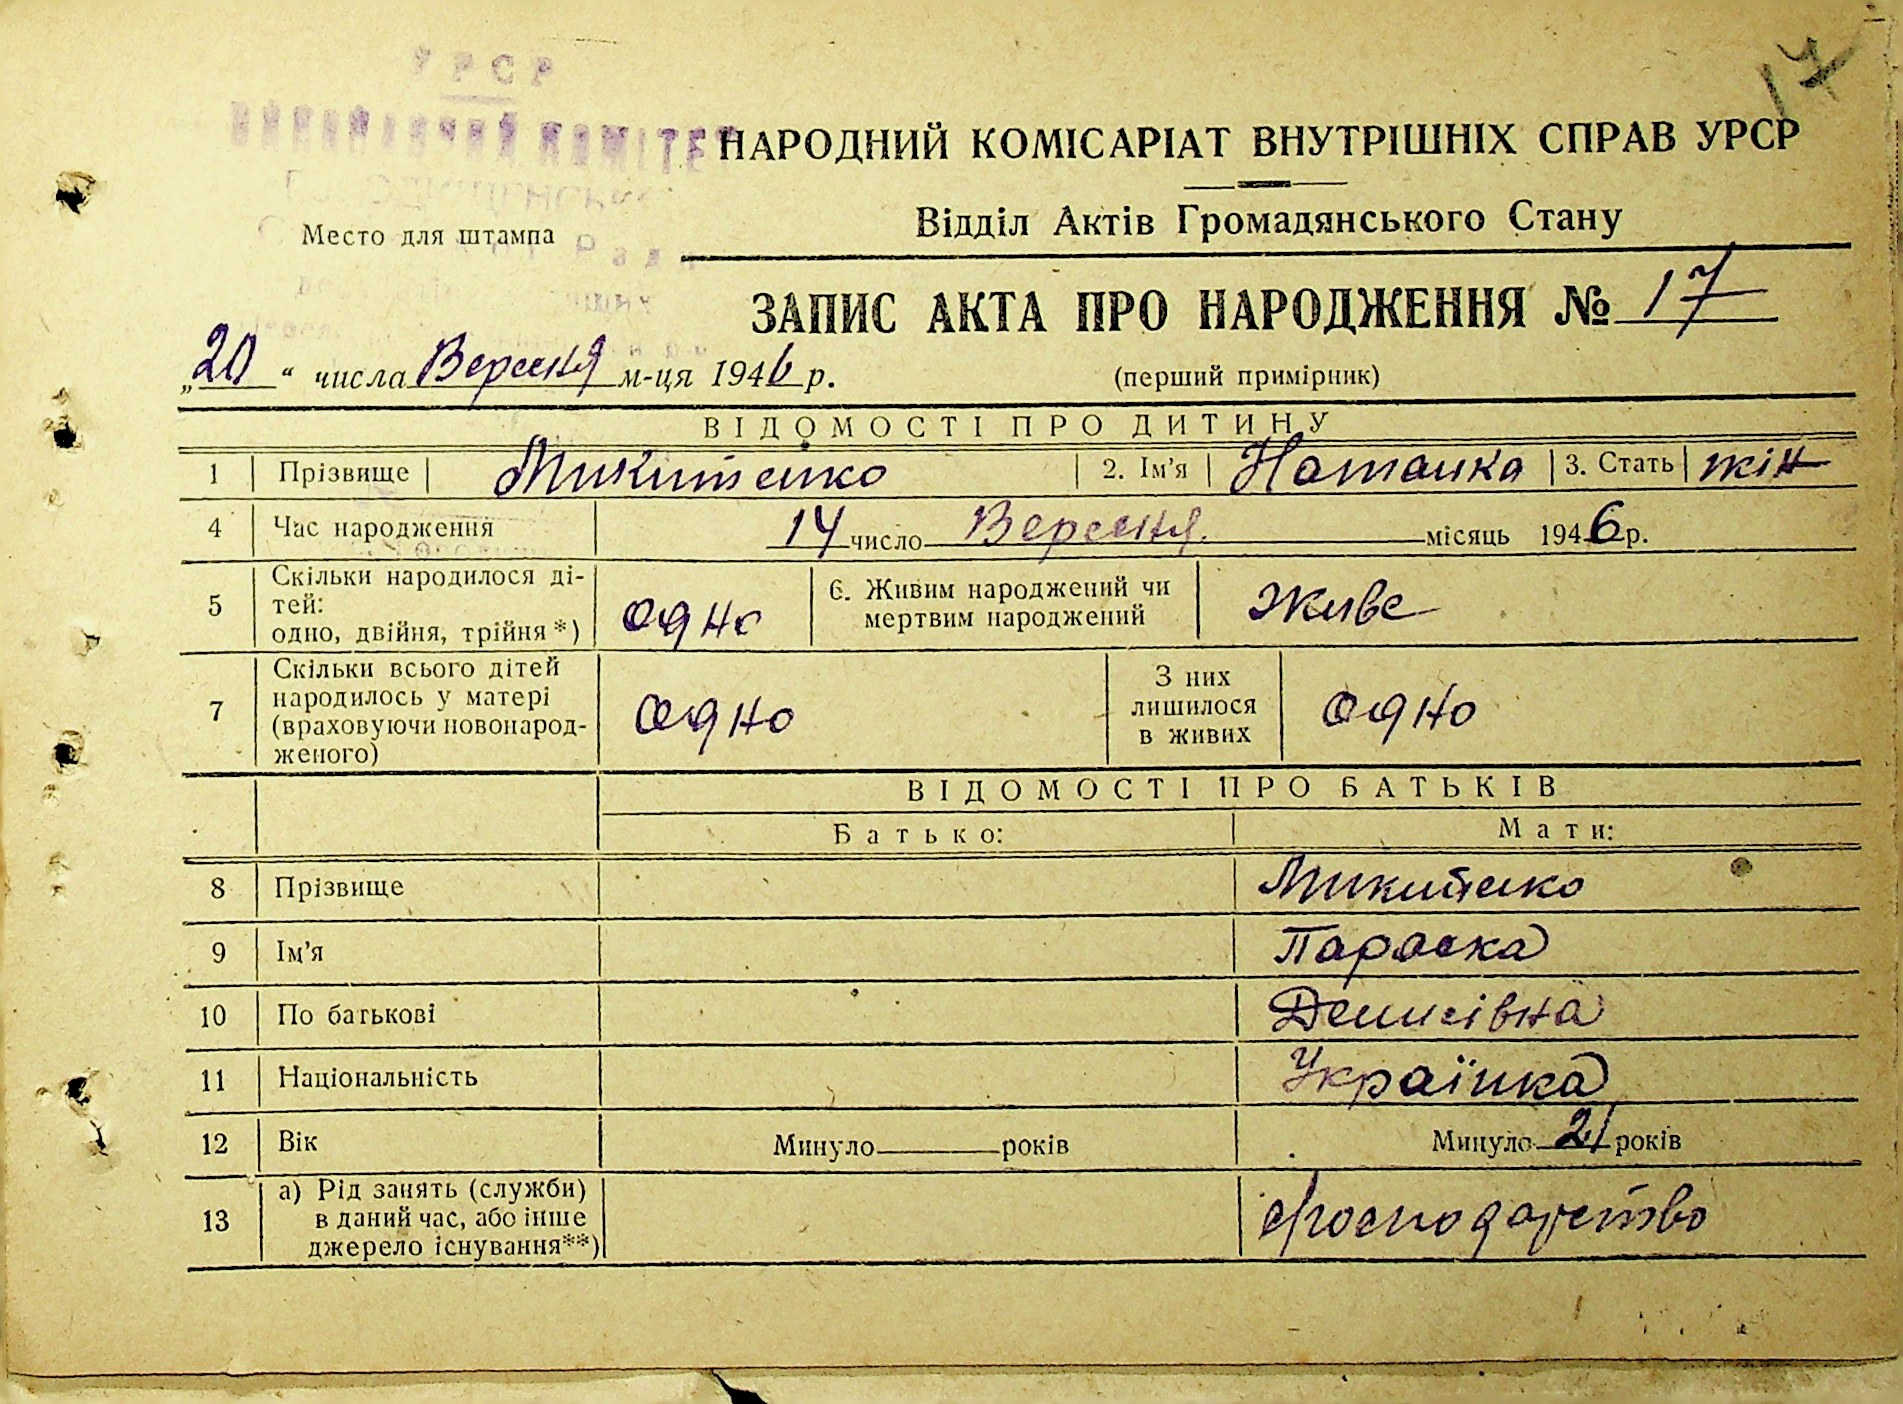 17
УРСР
НАРОДНИЙ КОМІСАРІАТ ВНУТРІШНІХ СПРАВ УРСР
Место для штампа
Відділ Актів Громадянського Стану
ЗАПИС АКТА ПРО НАРОДЖЕННЯ № 17
„20“ числа Вересня м-ця 1946 р.
(перший примірник)
ВІДОМОСТІ ПРО ДИТИНУ
1 Прізвище Микитенко 2. Ім'я Наталка 3. Стать жін
4 Час народження 14 число Вересня місяць 1946 р.
5 Скільки народилося ді-
тей:
одно, двійня, трійня*) одно 6. Живим народжений чи
мертвим народжений Живе
7 Скільки всього дітей
народилось у матері
(враховуючи новонарод-
женого) одно З них
лишилося
в живих одно
ВІДОМОСТІ ПРО БАТЬКІВ
Батько: Мати:
8 Прізвище Микитенко
9 Ім'я Параска
10 По батькові Денисівна
11 Національність Українка
12 Вік Минуло років Минуло 21 років
13 а) Рід занять (служби)
в даний час, або інше
джерело існування**) господарство